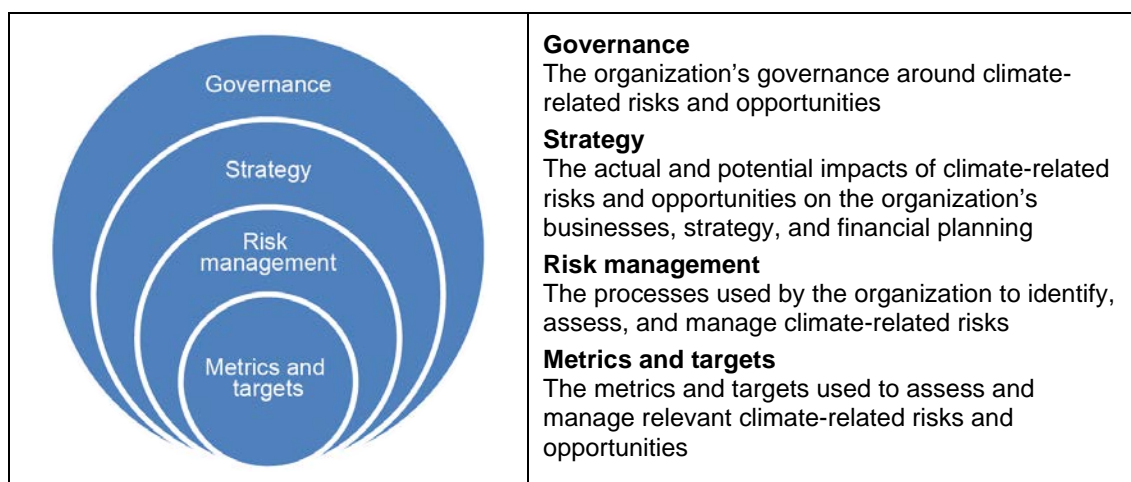 Governance
Strategy
Risk
management
Metrics and
targets
Governance
The organization’s governance around climate-
related risks and opportunities
Strategy
The actual and potential impacts of climate-related
risks and opportunities on the organization’s
businesses, strategy, and financial planning
Risk management
The processes used by the organization to identify,
assess, and manage climate-related risks
Metrics and targets
The metrics and targets used to assess and
manage relevant climate-related risks and
opportunities